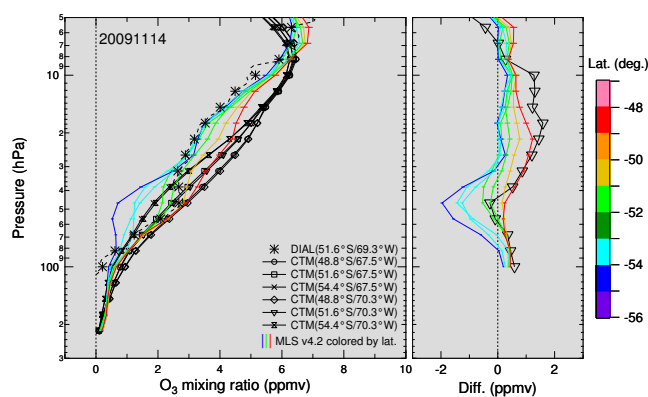 20091114
Pressure (hPa)
5
6
7
8
9
10
2
3
4
5
6
7
8
9
100
2
3
DIAL(51.6°S/69.3°W)
CTM(48.8°S/67.5°W)
CTM(51.6°S/67.5°W)
CTM(54.4°S/67.5°W)
CTM(48.8°S/70.3°W)
CTM(51.6°S/70.3°W)
CTM(54.4°S/70.3°W)
MLS v4.2 colored by lat.
0 2 4 6 8 10
O₃ mixing ratio (ppmv)
-2 0 2
Diff. (ppmv)
Lat. (deg.)
-48
-50
-52
-54
-56